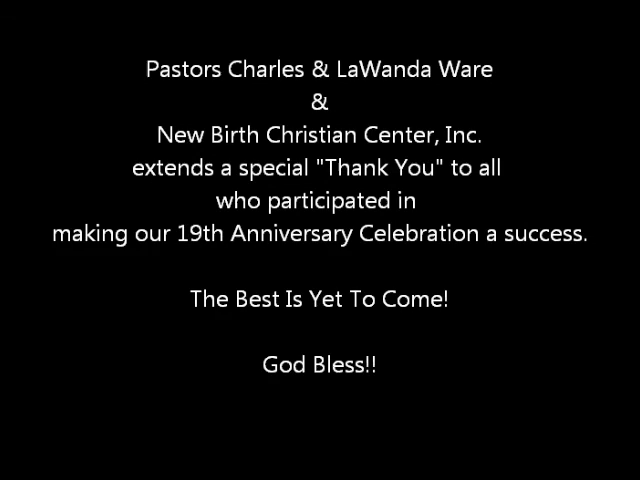 Pastors Charles & LaWanda Ware
&
New Birth Christian Center, Inc.
extends a special "Thank You" to all
who participated in
making our 19th Anniversary Celebration a success.
The Best Is Yet To Come!
God Bless!!